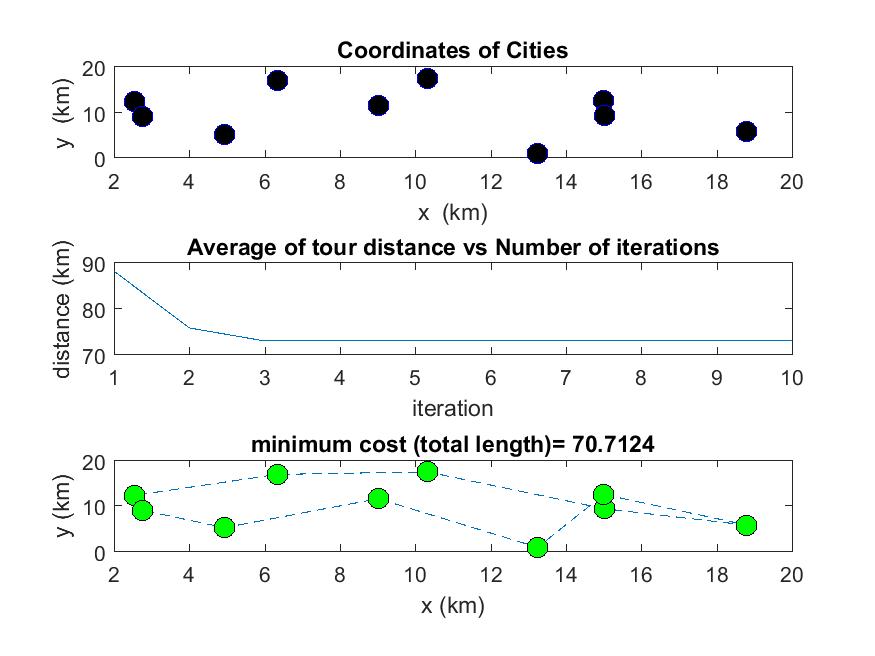 Coordinates of Cities
20
10
0
y (km)
2 4 6 8 10 12 14 16 18 20
x (km)
Average of tour distance vs Number of iterations
90
80
70
distance (km)
1 2 3 4 5 6 7 8 9 10
iteration
minimum cost (total length)= 70.7124
20
10
0
y (km)
2 4 6 8 10 12 14 16 18 20
x (km)